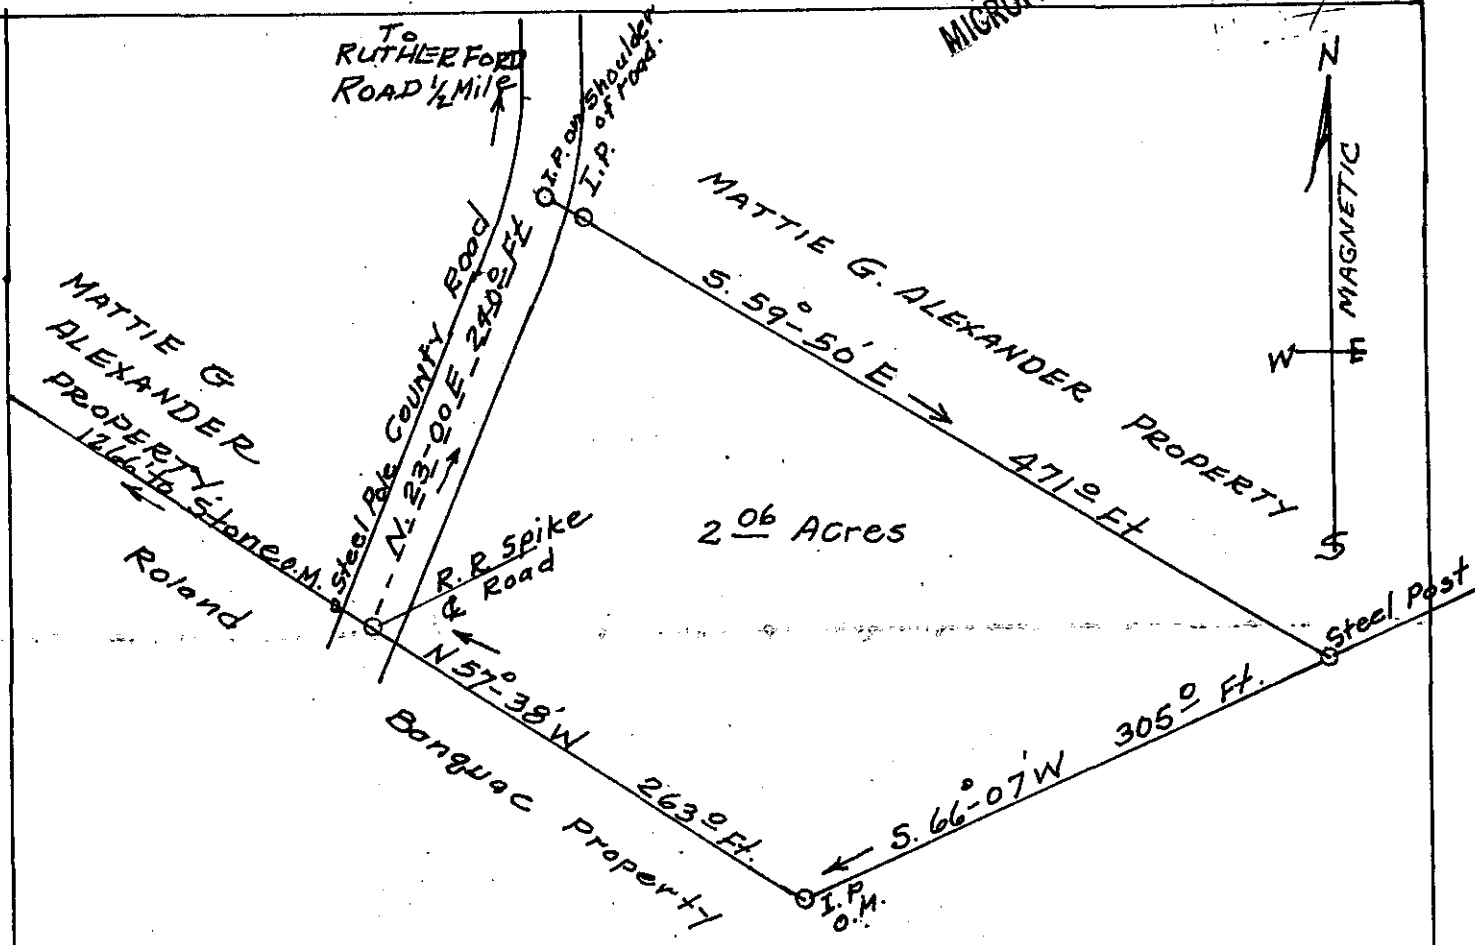 To
RUTHERFORD
ROAD ½ Mile
I.P. on shoulder
of road.
I.P.
N
MAGNETIC
W E
S
MATTIE G. ALEXANDER PROPERTY
S. 59°-50' E
471 0 Ft
MATTIE G
ALEXANDER
PROPERTY.
1266' to Stone O.M.
Roland
Steel Pole
COUNTY ROAD
N. 23-00 E - 240 0 Ft
R.R Spike
℄ Road
2 06 Acres
Steel Post
305 0 Ft.
S. 66°-07' W
N 57°-38' W
263 0 Ft.
Property
I.P.
O.M.